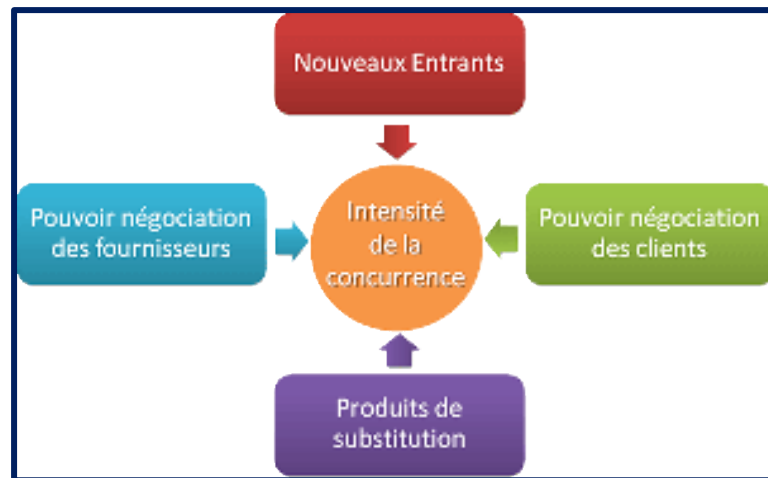 Nouveaux Entrants
Pouvoir négociation
des fournisseurs
Intensité
de la
concurrence
Pouvoir négociation
des clients
Produits de
substitution